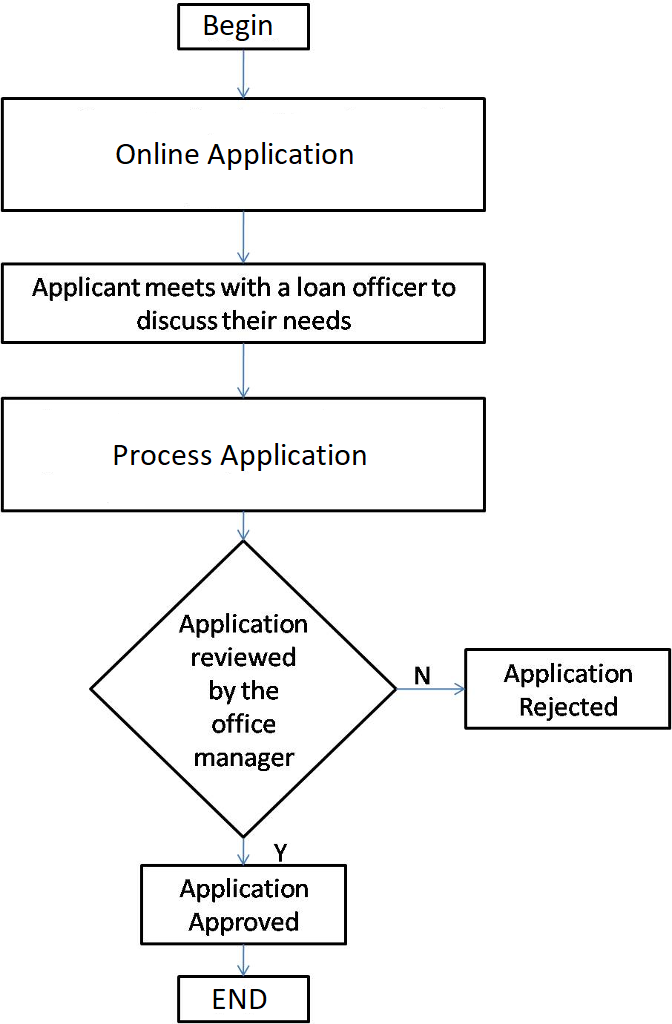 Begin
Online Application
Applicant meets with a loan officer to
discuss their needs
Process Application
Application
reviewed
by the
office
manager
N
Application
Rejected
Y
Application
Approved
END